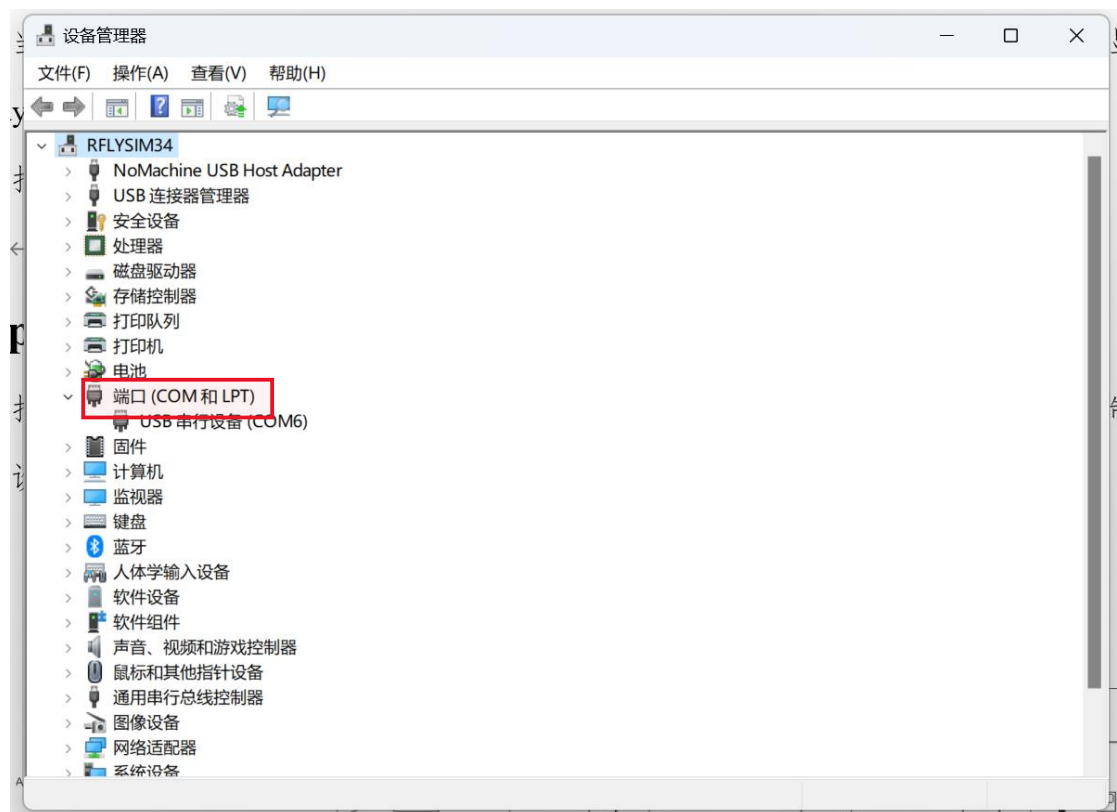 设备管理器
文件(F) 操作(A) 查看(V) 帮助(H)
RFLYSIM34
NoMachine USB Host Adapter
USB 连接器管理器
安全设备
处理器
磁盘驱动器
存储控制器
打印队列
打印机
电池
端口 (COM 和 LPT)
USB 串行设备 (COM6)
固件
计算机
监视器
键盘
蓝牙
人体学输入设备
软件设备
软件组件
声音、视频和游戏控制器
鼠标和其他指针设备
通用串行总线控制器
图像设备
网络适配器
系统设备